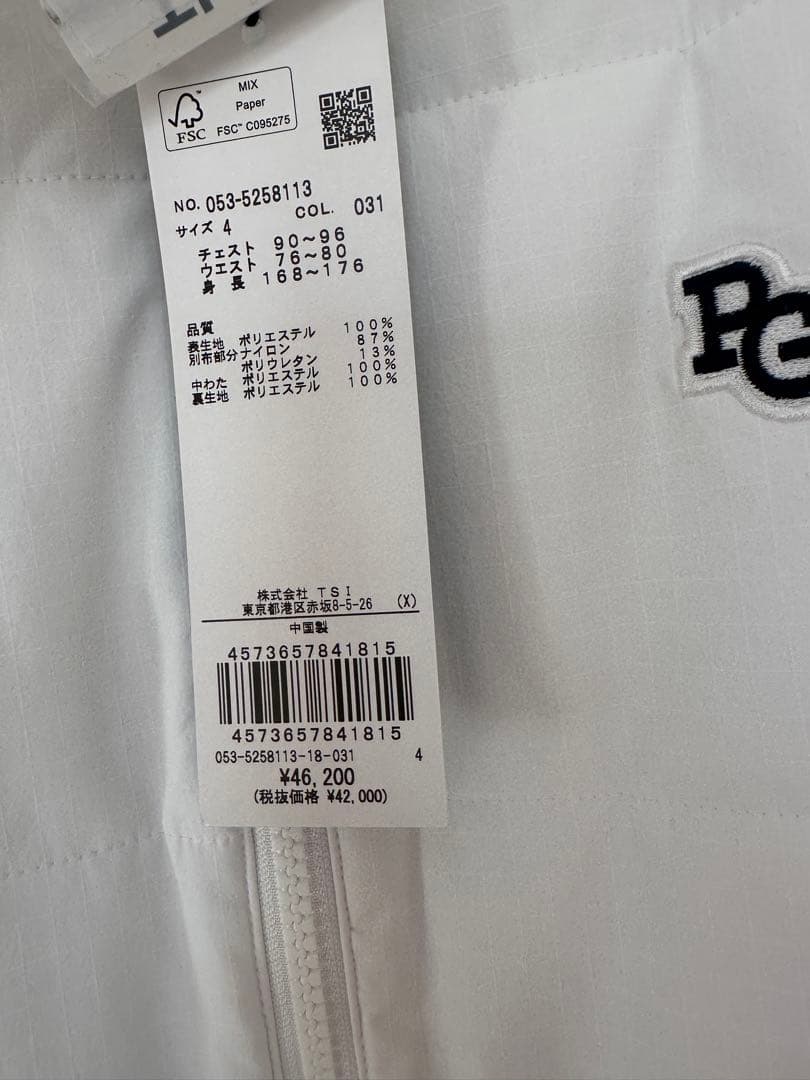 MIX
Paper
FSC™ C095275
FSC
NO. 053-5258113
サイズ 4 COL. 031
チェスト 90～96
ウエスト 76～80
身 長 168～176
品質
表生地 ポリエステル 100%
別布部分 ナイロン 87%
ポリウレタン 13%
中わた ポリエステル 100%
裏生地 ポリエステル 100%
株式会社 TSI
東京都港区赤坂8-5-26 (X)
中国製
4573657841815
4573657841815
053-5258113-18-031 4
¥46,200
(税抜価格 ¥42,000)
PG